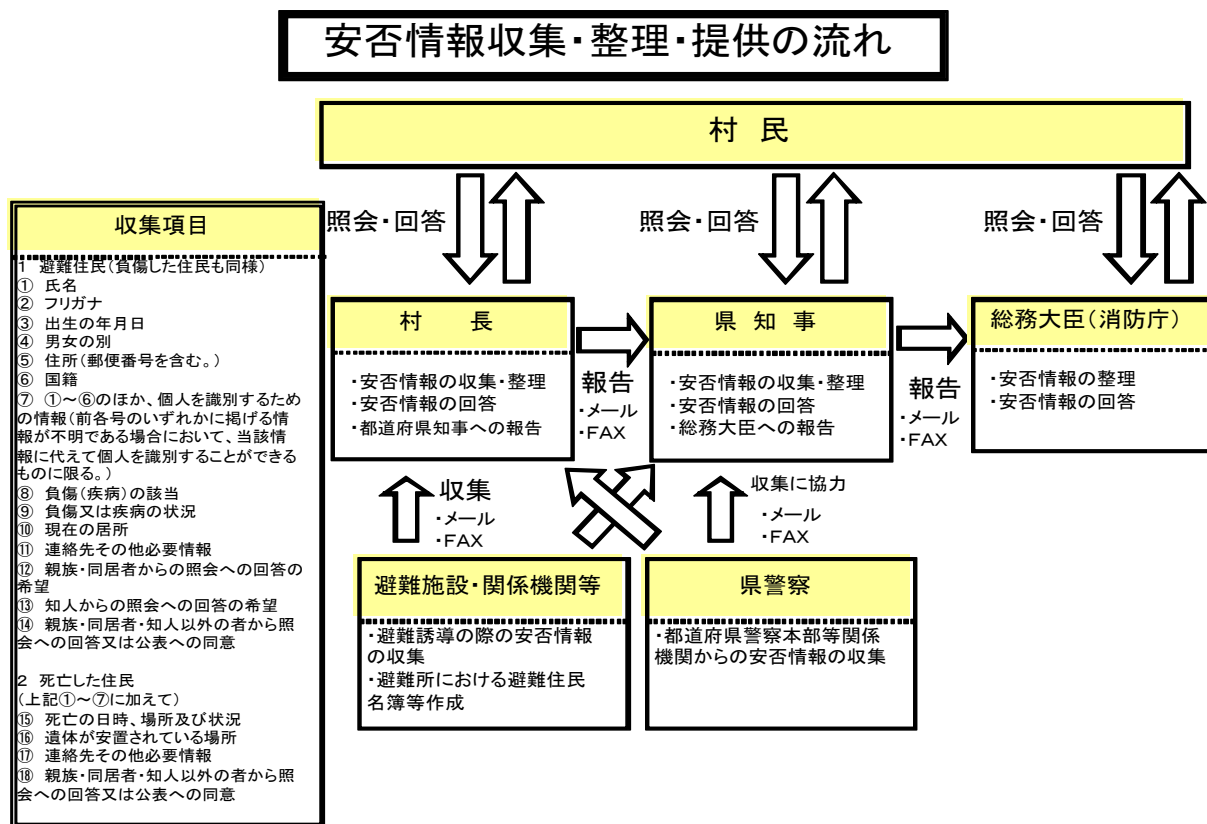 安否情報収集・整理・提供の流れ
村 民
収集項目
1 避難住民(負傷した住民も同様)
① 氏名
② フリガナ
③ 出生の年月日
④ 男女の別
⑤ 住所(郵便番号を含む。)
⑥ 国籍
⑦ ①~⑥のほか、個人を識別するため
の情報(前各号のいずれかに掲げる情
報が不明である場合において、当該情
報に代えて個人を識別することができる
ものに限る。)
⑧ 負傷(疾病)の該当
⑨ 負傷又は疾病の状況
⑩ 現在の居所
⑪ 連絡先その他必要情報
⑫ 親族・同居者からの照会への回答の
希望
⑬ 知人からの照会への回答の希望
⑭ 親族・同居者・知人以外の者から照
会への回答又は公表への同意
2 死亡した住民
(上記①~⑦に加えて)
⑮ 死亡の日時、場所及び状況
⑯ 遺体が安置されている場所
⑰ 連絡先その他必要情報
⑱ 親族・同居者・知人以外の者から照
会への回答又は公表への同意
照会・回答
照会・回答
照会・回答
村 長
・安否情報の収集・整理
・安否情報の回答
・都道府県知事への報告
報告
・メール
・FAX
県 知 事
・安否情報の収集・整理
・安否情報の回答
・総務大臣への報告
報告
・メール
・FAX
総務大臣(消防庁)
・安否情報の整理
・安否情報の回答
収集
・メール
・FAX
収集に協力
・メール
・FAX
避難施設・関係機関等
・避難誘導の際の安否情報
の収集
・避難所における避難住民
名簿等作成
県警察
・都道府県警察本部等関係
機関からの安否情報の収集